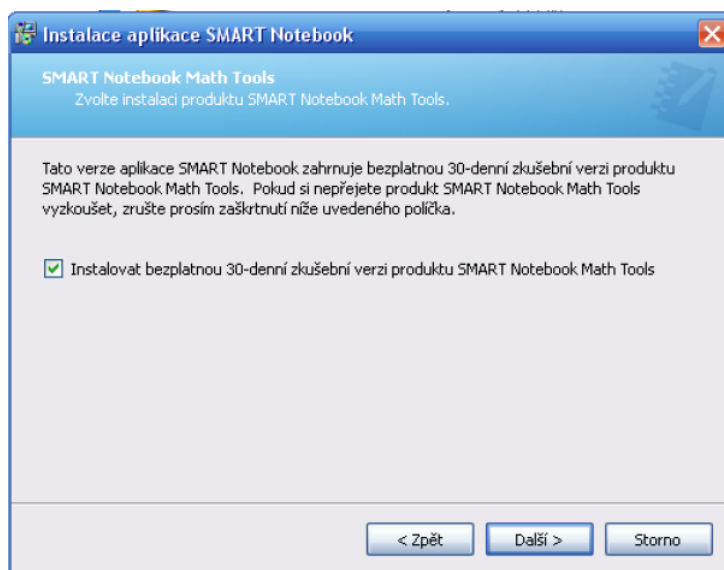 Instalace aplikace SMART Notebook
SMART Notebook Math Tools
Zvolte instalaci produktu SMART Notebook Math Tools.
Tato verze aplikace SMART Notebook zahrnuje bezplatnou 30-denní zkušební verzi produktu
SMART Notebook Math Tools. Pokud si nepřejete produkt SMART Notebook Math Tools
vyzkoušet, zrušte prosím zaškrtnutí níže uvedeného políčka.
Instalovat bezplatnou 30-denní zkušební verzi produktu SMART Notebook Math Tools
< Zpět
Další >
Storno